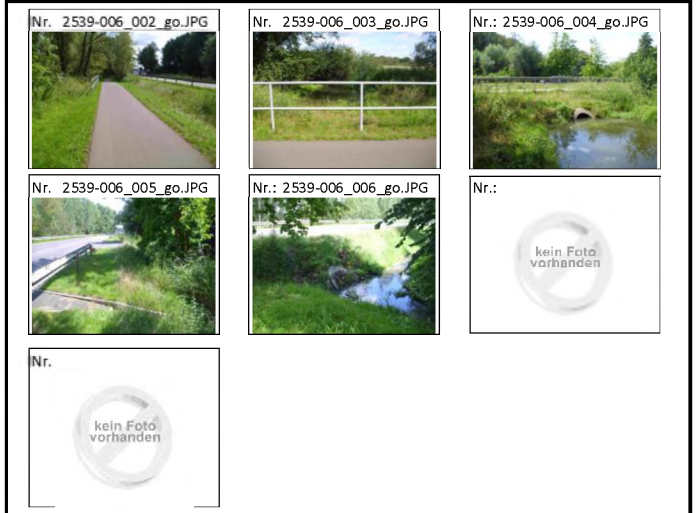 Nr. 2539-006_002_go.JPG
Nr. 2539-006_003_go.JPG
Nr.: 2539-006_004_go.JPG
Nr. 2539-006_005_go.JPG
Nr.: 2539-006_006_go.JPG
Nr.:
kein Foto
vorhanden
Nr.
kein Foto
vorhanden